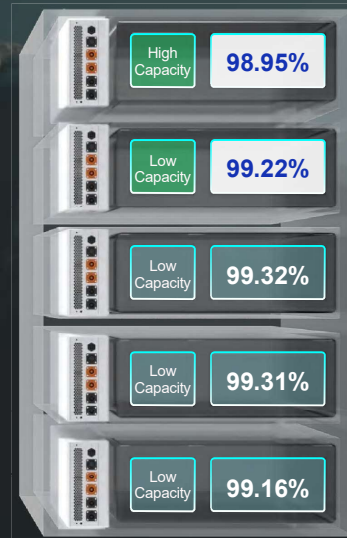 High
Capacity
98.95%
Low
Capacity
99.22%
Low
Capacity
99.32%
Low
Capacity
99.31%
Low
Capacity
99.16%